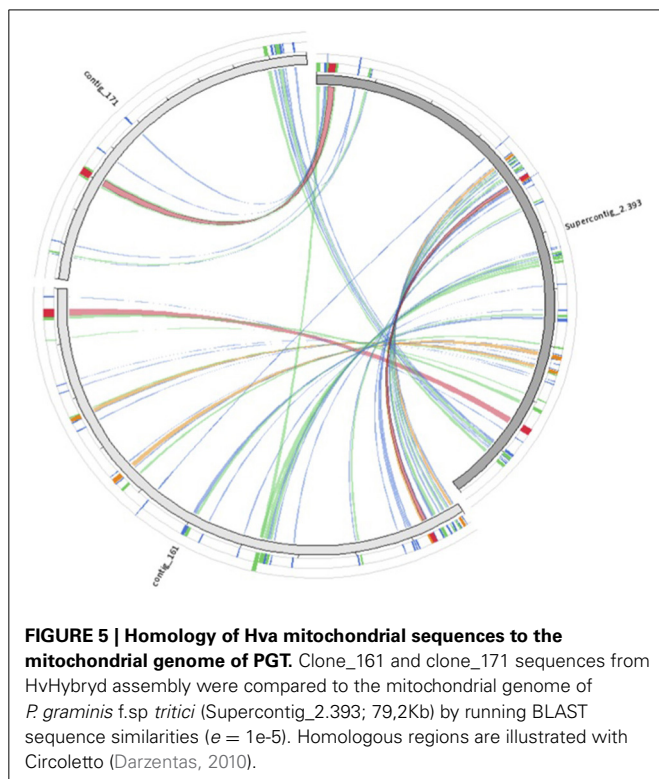 contig_171
Supercontig_2.393
contig_161
FIGURE 5 | Homology of Hva mitochondrial sequences to the
mitochondrial genome of PGT. Clone_161 and clone_171 sequences from
HvHybryd assembly were compared to the mitochondrial genome of
P. graminis f.sp tritici (Supercontig_2.393; 79,2Kb) by running BLAST
sequence similarities (e = 1e-5). Homologous regions are illustrated with
Circoletto (Darzentas, 2010).